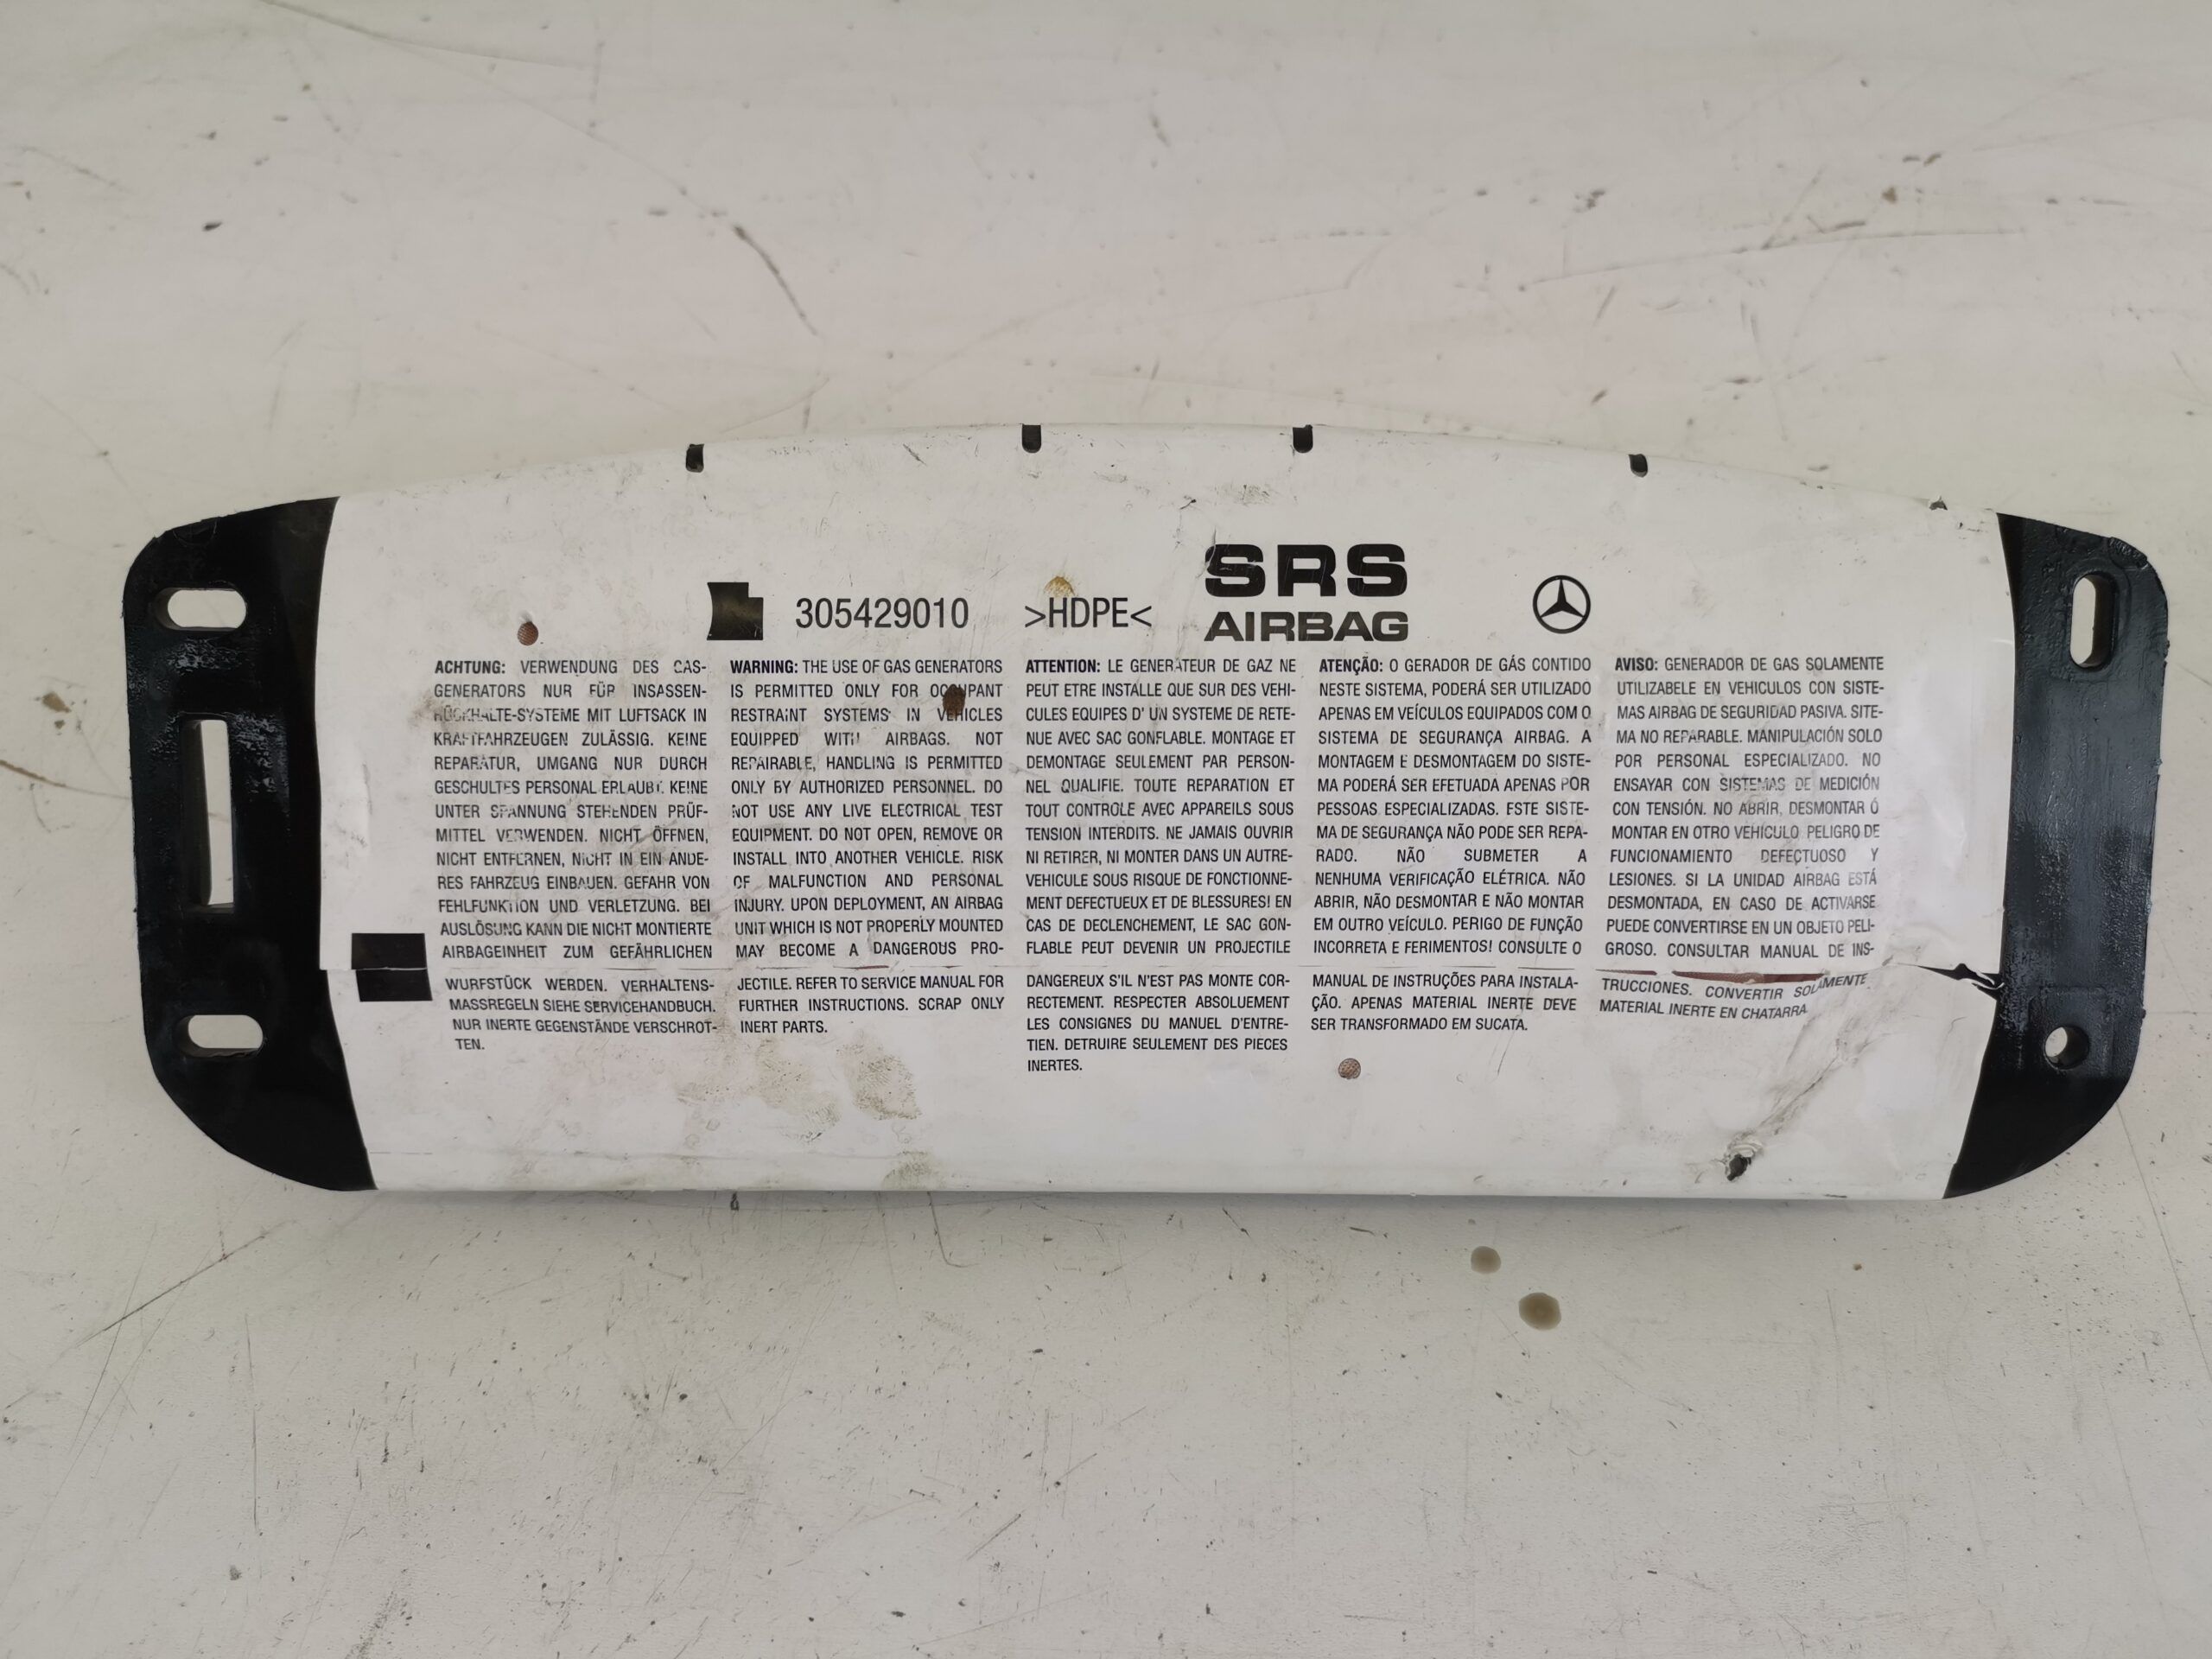 305429010 >HDPE<
SRS
AIRBAG
ACHTUNG: VERWENDUNG DES GAS-
GENERATORS NUR FÜR INSASSEN-
RÜCKHALTE-SYSTEME MIT LUFTSACK IN
KRAFTFAHRZEUGEN ZULÄSSIG. KEINE
REPARATUR, UMGANG NUR DURCH
GESCHULTES PERSONAL ERLAUBT. KEINE
UNTER SPANNUNG STEHENDEN PRÜF-
MITTEL VERWENDEN. NICHT ÖFFNEN,
NICHT ENTFERNEN, NICHT IN EIN ANDE-
RES FAHRZEUG EINBAUEN. GEFAHR VON
FEHLFUNKTION UND VERLETZUNG. BEI
AUSLÖSUNG KANN DIE NICHT MONTIERTE
AIRBAGEINHEIT ZUM GEFÄHRLICHEN
WURFSTÜCK WERDEN. VERHALTENS-
MASSREGELN SIEHE SERVICEHANDBUCH.
NUR INERTE GEGENSTÄNDE VERSCHROT-
TEN.
WARNING: THE USE OF GAS GENERATORS
IS PERMITTED ONLY FOR OCCUPANT
RESTRAINT SYSTEMS IN VEHICLES
EQUIPPED WITH AIRBAGS. NOT
REPAIRABLE, HANDLING IS PERMITTED
ONLY BY AUTHORIZED PERSONNEL. DO
NOT USE ANY LIVE ELECTRICAL TEST
EQUIPMENT. DO NOT OPEN, REMOVE OR
INSTALL INTO ANOTHER VEHICLE. RISK
OF MALFUNCTION AND PERSONAL
INJURY. UPON DEPLOYMENT, AN AIRBAG
UNIT WHICH IS NOT PROPERLY MOUNTED
MAY BECOME A DANGEROUS PRO-
JECTILE. REFER TO SERVICE MANUAL FOR
FURTHER INSTRUCTIONS. SCRAP ONLY
INERT PARTS.
ATTENTION: LE GENERATEUR DE GAZ NE
PEUT ETRE INSTALLE QUE SUR DES VEHI-
CULES EQUIPES D' UN SYSTEME DE RETE-
NUE AVEC SAC GONFLABLE. MONTAGE ET
DEMONTAGE SEULEMENT PAR PERSON-
NEL QUALIFIE. TOUTE REPARATION ET
TOUT CONTROLE AVEC APPAREILS SOUS
TENSION INTERDITS. NE JAMAIS OUVRIR
NI RETIRER, NI MONTER DANS UN AUTRE-
VEHICULE SOUS RISQUE DE FONCTIONNE-
MENT DEFECTUEUX ET DE BLESSURES! EN
CAS DE DECLENCHEMENT, LE SAC GON-
FLABLE PEUT DEVENIR UN PROJECTILE
DANGEREUX S'IL N'EST PAS MONTE COR-
RECTEMENT. RESPECTER ABSOLUEMENT
LES CONSIGNES DU MANUEL D'ENTRE-
TIEN. DETRUIRE SEULEMENT DES PIECES
INERTES.
ATENÇÃO: O GERADOR DE GÁS CONTIDO
NESTE SISTEMA, PODERÁ SER UTILIZADO
APENAS EM VEÍCULOS EQUIPADOS COM O
SISTEMA DE SEGURANÇA AIRBAG. A
MONTAGEM E DESMONTAGEM DO SISTE-
MA PODERÁ SER EFETUADA APENAS POR
PESSOAS ESPECIALIZADAS. ESTE SISTE-
MA DE SEGURANÇA NÃO PODE SER REPA-
RADO. NÃO SUBMETER A
NENHUMA VERIFICAÇÃO ELÉTRICA. NÃO
ABRIR, NÃO DESMONTAR E NÃO MONTAR
EM OUTRO VEÍCULO. PERIGO DE FUNÇÃO
INCORRETA E FERIMENTOS! CONSULTE O
MANUAL DE INSTRUÇÕES PARA INSTALA-
ÇÃO. APENAS MATERIAL INERTE DEVE
SER TRANSFORMADO EM SUCATA.
AVISO: GENERADOR DE GAS SOLAMENTE
UTILIZABELE EN VEHICULOS CON SISTE-
MAS AIRBAG DE SEGURIDAD PASIVA. SITE-
MA NO REPARABLE. MANIPULACIÓN SOLO
POR PERSONAL ESPECIALIZADO. NO
ENSAYAR CON SISTEMAS DE MEDICIÓN
CON TENSIÓN. NO ABRIR, DESMONTAR Ó
MONTAR EN OTRO VEHÍCULO. PELIGRO DE
FUNCIONAMIENTO DEFECTUOSO Y
LESIONES. SI LA UNIDAD AIRBAG ESTÁ
DESMONTADA, EN CASO DE ACTIVARSE
PUEDE CONVERTIRSE EN UN OBJETO PELI-
GROSO. CONSULTAR MANUAL DE INS-
TRUCCIONES. CONVERTIR SOLAMENTE
MATERIAL INERTE EN CHATARRA